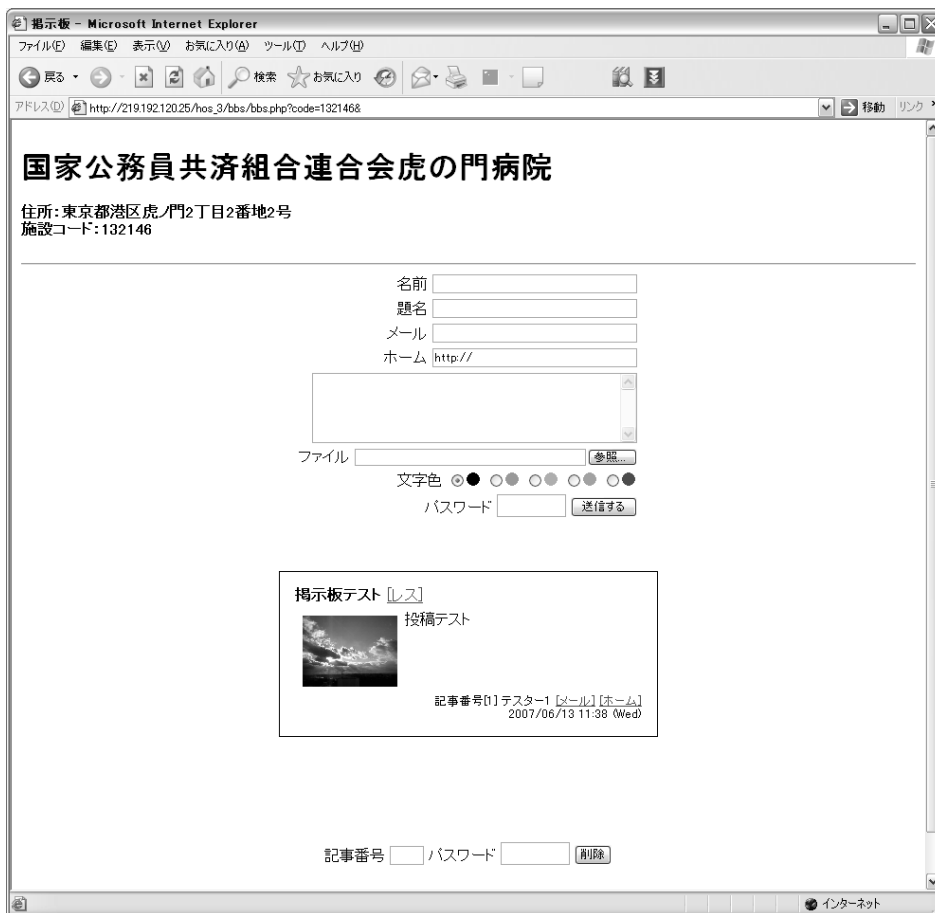 掲示板 - Microsoft Internet Explorer
ファイル(F) 編集(E) 表示(V) お気に入り(A) ツール(T) ヘルプ(H)
戻る 検索 お気に入り
アドレス(D) http://219.192.120.25/hos_3/bbs/bbs.php?code=132146& 移動 リンク
国家公務員共済組合連合会虎の門病院
住所:東京都港区虎ノ門2丁目2番地2号
施設コード:132146
名前
題名
メール
ホーム http://
ファイル 参照...
文字色
パスワード 送信する
掲示板テスト [レス]
投稿テスト
記事番号[1] テスター1 [メール] [ホーム]
2007/06/13 11:38 (Wed)
記事番号 パスワード 削除
インターネット